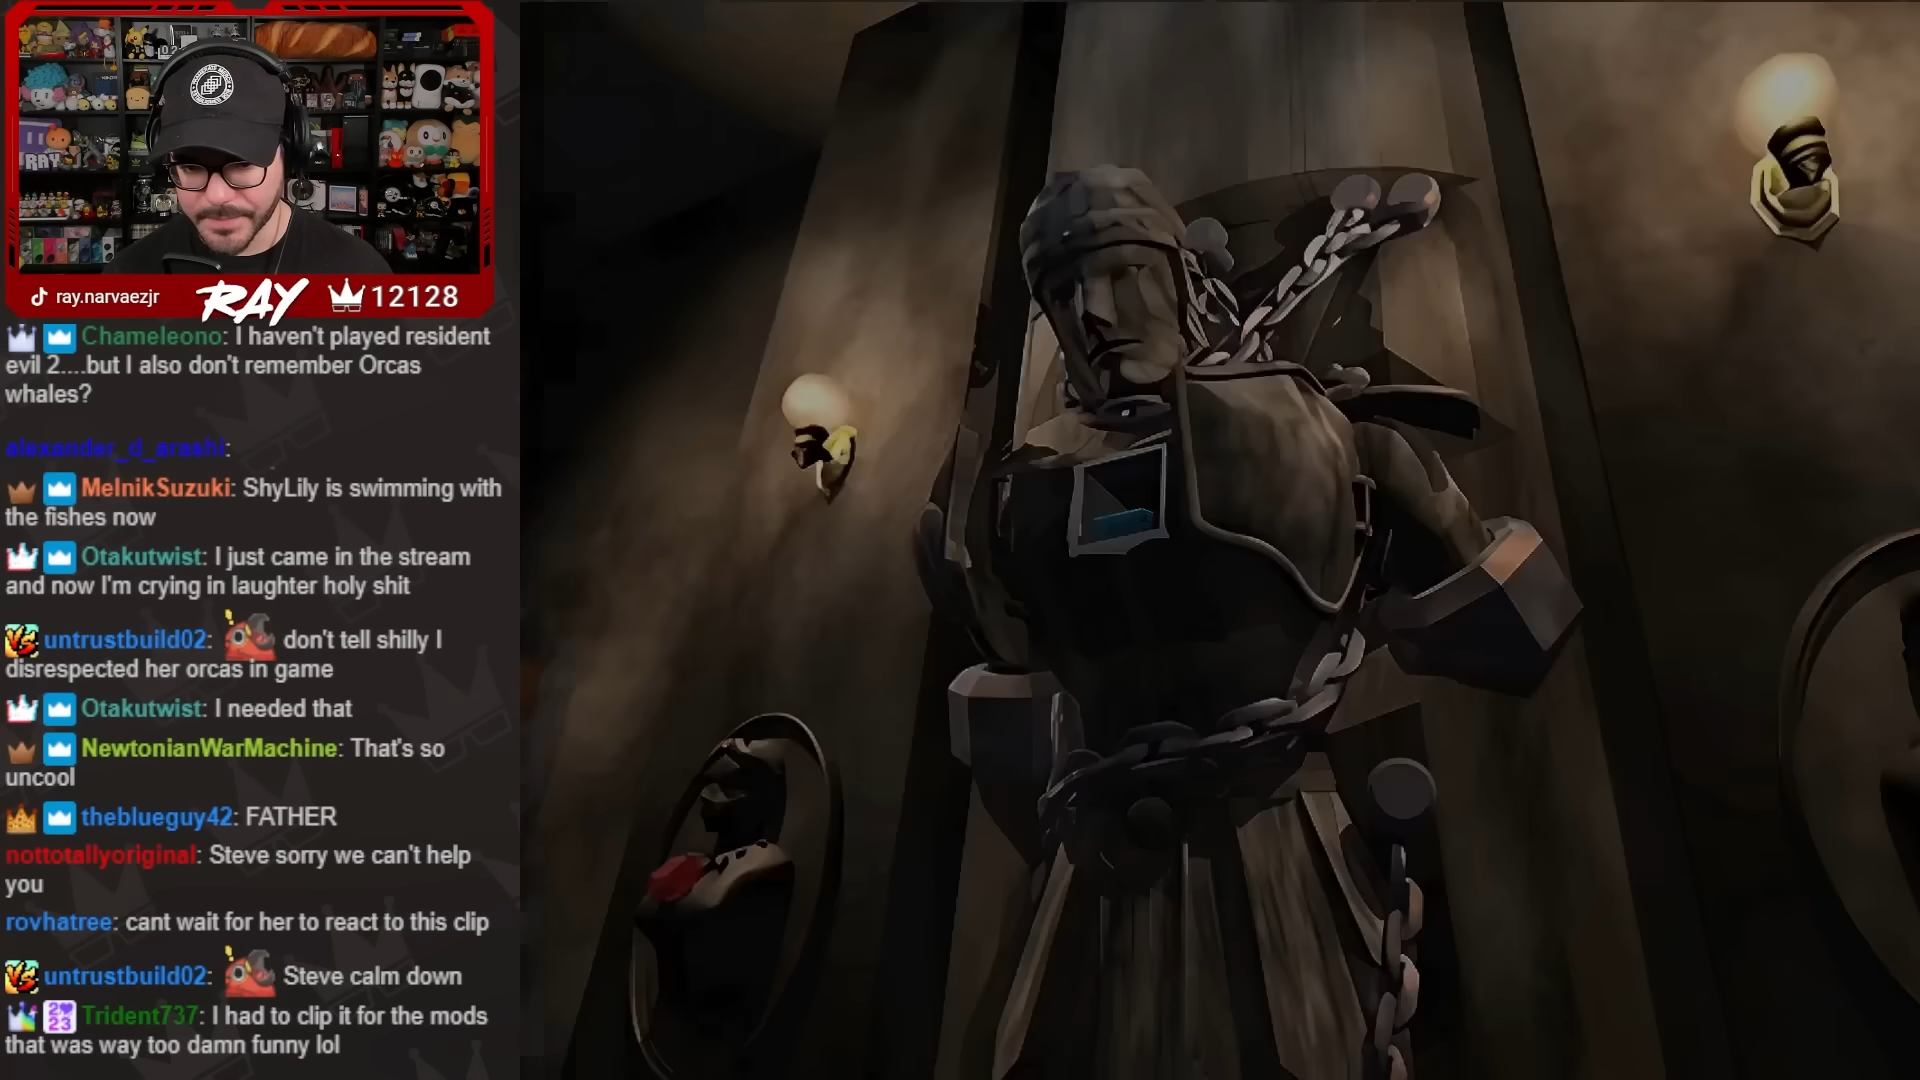 ray.narvaezjr RAY 12128
Chameleono: I haven't played resident
evil 2....but I also don't remember Orcas
whales?
alexander_d_arashi:
MelnikSuzuki: ShyLily is swimming with
the fishes now
Otakutwist: I just came in the stream
and now I'm crying in laughter holy shit
untrustbuild02: don't tell shilly I
disrespected her orcas in game
Otakutwist: I needed that
NewtonianWarMachine: That's so
uncool
theblueguy42: FATHER
nottotallyoriginal: Steve sorry we can't help
you
rovhatree: cant wait for her to react to this clip
untrustbuild02: Steve calm down
Trident737: I had to clip it for the mods
that was way too damn funny lol